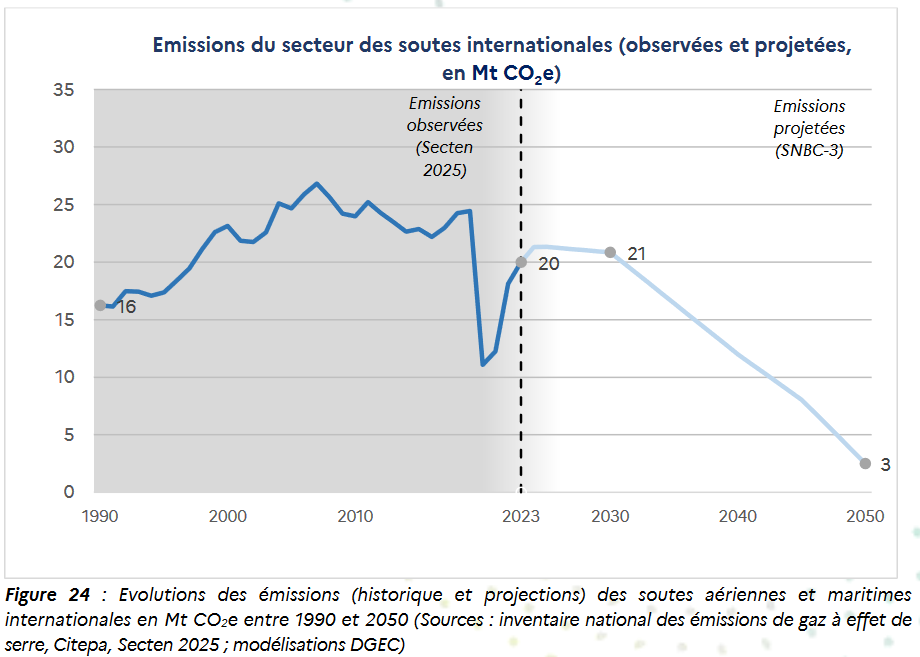 Emissions du secteur des soutes internationales (observées et projetées,
en Mt CO₂e)
35
30
25
20
15
10
5
0
Emissions
observées
(Secten
2025)
Emissions
projetées
(SNBC-3)
16
20
21
3
1990
2000
2010
2023
2030
2040
2050
Figure 24 : Evolutions des émissions (historique et projections) des soutes aériennes et maritimes
internationales en Mt CO₂e entre 1990 et 2050 (Sources : inventaire national des émissions de gaz à effet de
serre, Citepa, Secten 2025 ; modélisations DGEC)